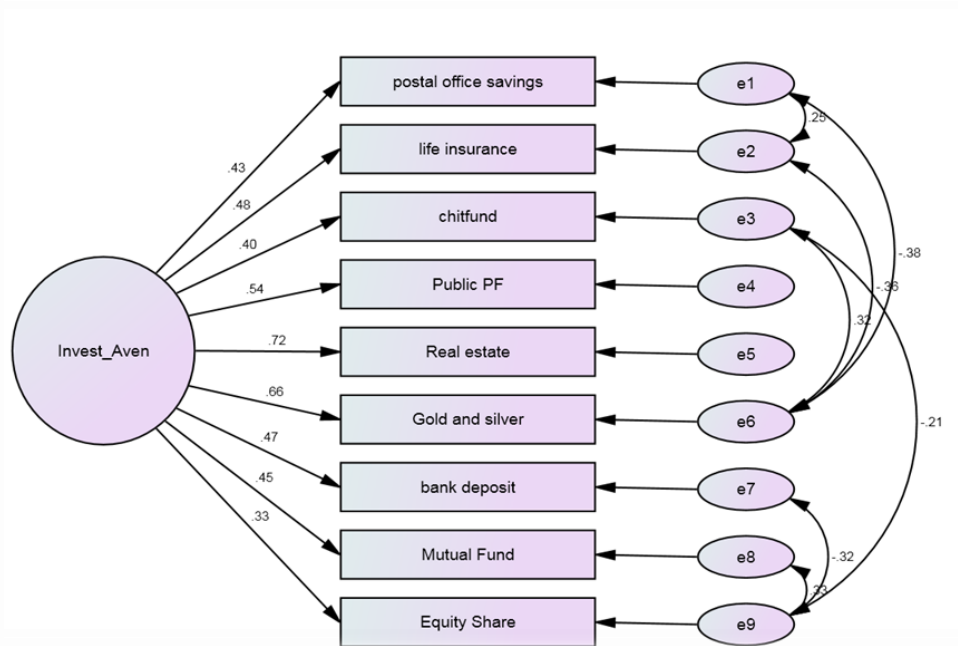 postal office savings
e1
.25
life insurance
e2
.43
.48
chitfund
e3
.40
-.38
Public PF
e4
.54
-.36
.32
Invest_Aven
.72
Real estate
e5
.66
Gold and silver
e6
-.21
.47
bank deposit
e7
.45
.33
Mutual Fund
e8
-.32
.33
Equity Share
e9